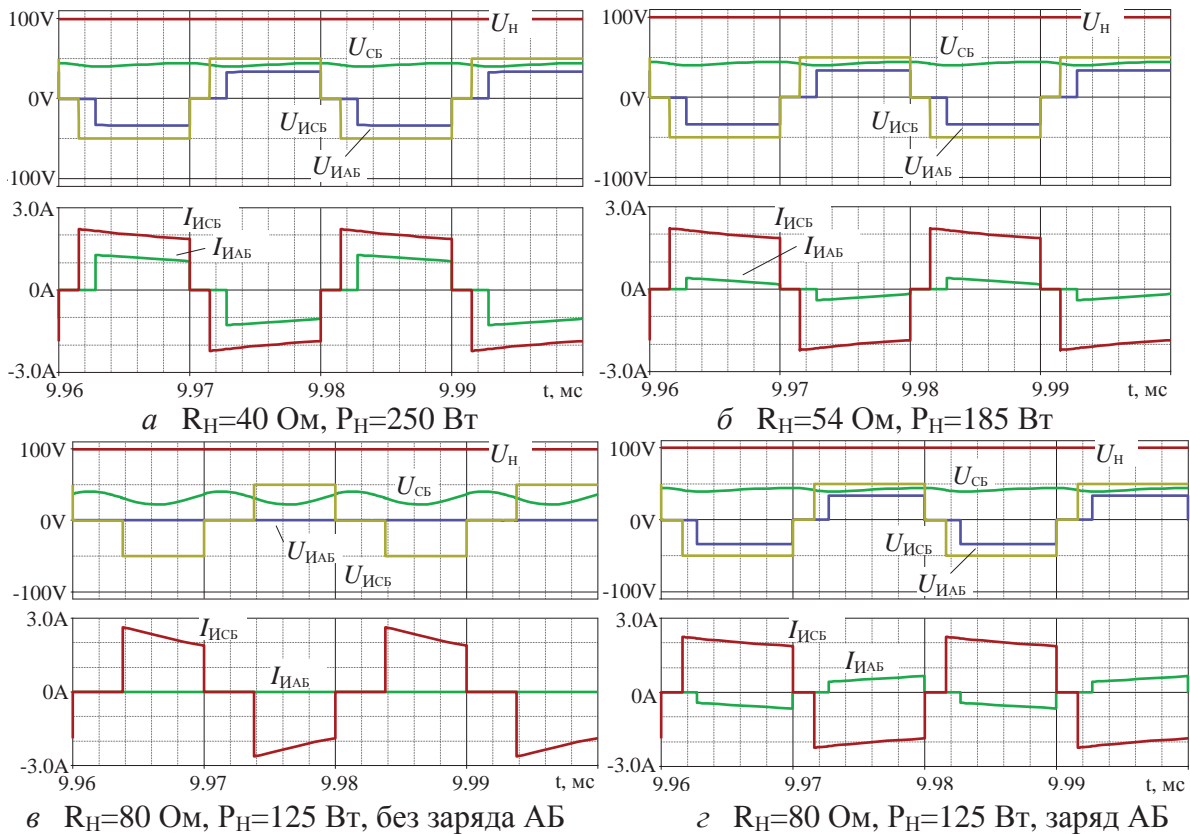 100V
0V
-100V
U_Н
U_СБ
U_ИСБ
U_ИАБ
3.0A
0A
-3.0A
I_ИСБ
I_ИАБ
9.96 9.97 9.98 9.99 t, мс
а R_Н=40 Ом, P_Н=250 Вт
100V
0V
-100V
U_Н
U_СБ
U_ИСБ
U_ИАБ
3.0A
0A
-3.0A
I_ИСБ
I_ИАБ
9.96 9.97 9.98 9.99 t, мс
б R_Н=54 Ом, P_Н=185 Вт
100V
0V
-100V
U_Н
U_СБ
U_ИАБ
U_ИСБ
3.0A
0A
-3.0A
I_ИСБ
I_ИАБ
9.96 9.97 9.98 9.99 t, мс
в R_Н=80 Ом, P_Н=125 Вт, без заряда АБ
100V
0V
-100V
U_Н
U_СБ
U_ИСБ
U_ИАБ
3.0A
0A
-3.0A
I_ИСБ
I_ИАБ
9.96 9.97 9.98 9.99 t, мс
г R_Н=80 Ом, P_Н=125 Вт, заряд АБ